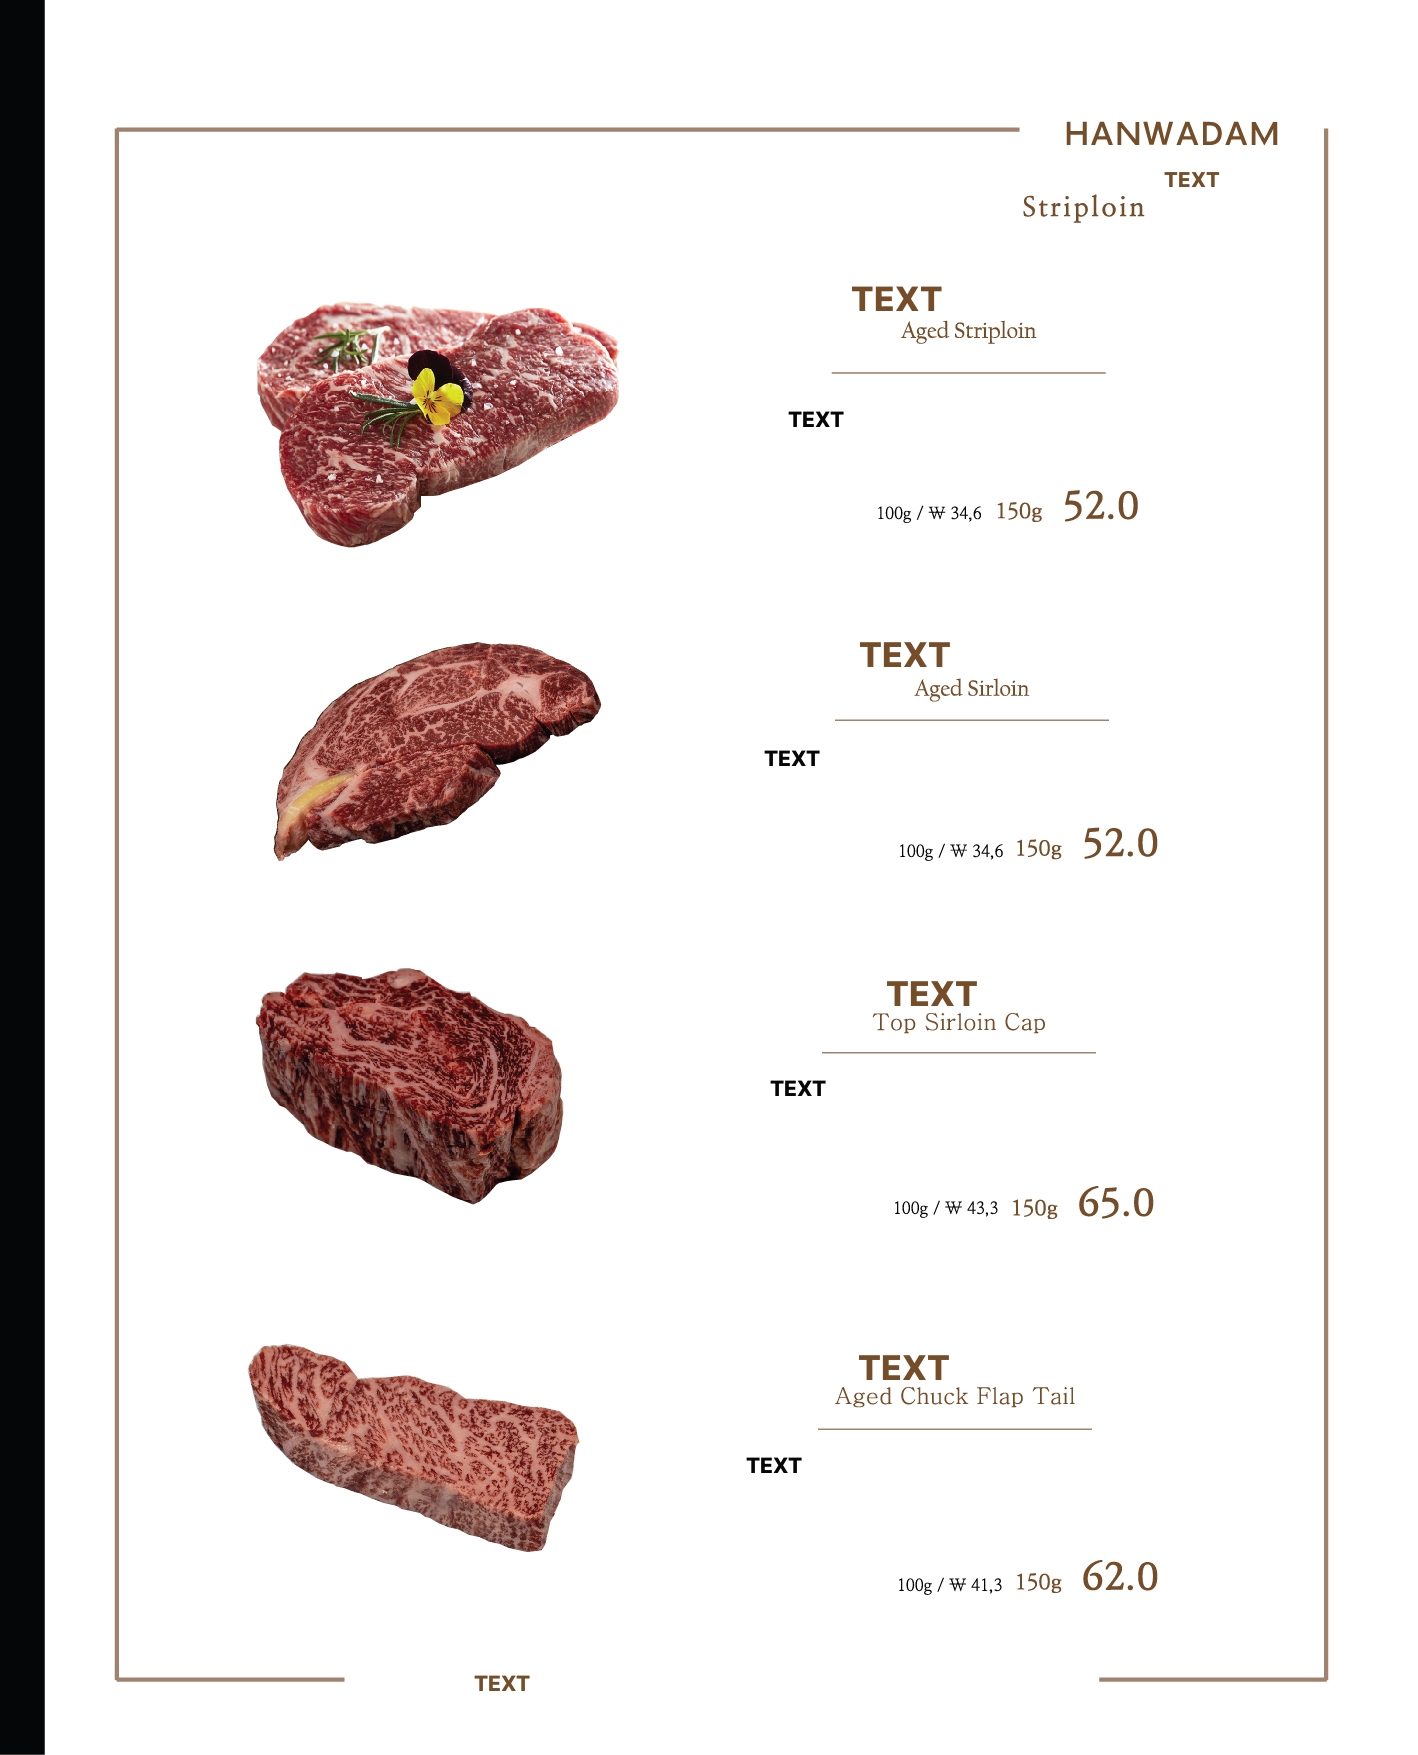 HANWADAM
TEXT
Striploin
TEXT
Aged Striploin
TEXT
100g / ₩ 34,6 150g 52.0
TEXT
Aged Sirloin
TEXT
100g / ₩ 34,6 150g 52.0
TEXT
Top Sirloin Cap
TEXT
100g / ₩ 43,3 150g 65.0
TEXT
Aged Chuck Flap Tail
TEXT
100g / ₩ 41,3 150g 62.0
TEXT